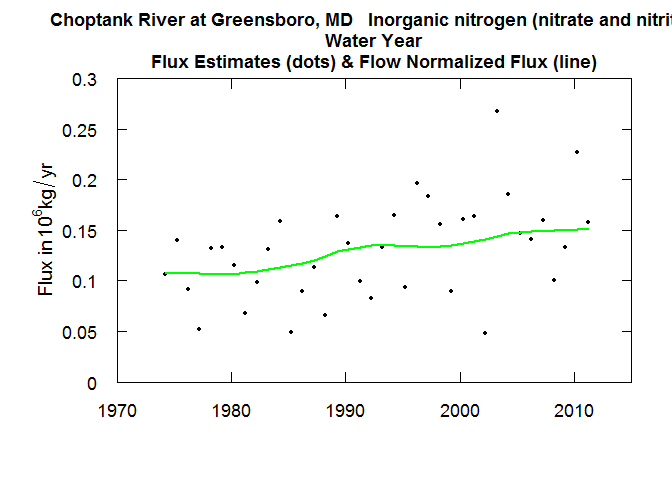 Choptank River at Greensboro, MD   Inorganic nitrogen (nitrate and nitrit
Water Year
Flux Estimates (dots) & Flow Normalized Flux (line)
0.3
0.25
0.2
0.15
0.1
0.05
0
Flux in 10⁶kg/yr
1970 1980 1990 2000 2010